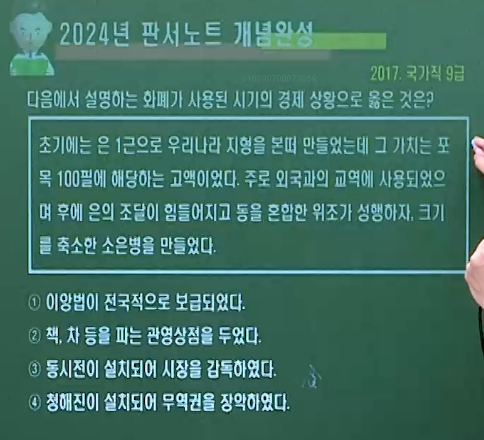 2024년 판서노트 개념완성
2017. 국가직 9급
다음에서 설명하는 화폐가 사용된 시기의 경제 상황으로 옳은 것은?
초기에는 은 1근으로 우리나라 지형을 본떠 만들었는데 그 가치는 포
목 100필에 해당하는 고액이었다. 주로 외국과의 교역에 사용되었으
며 후에 은의 조달이 힘들어지고 동을 혼합한 위조가 성행하자, 크기
를 축소한 소은병을 만들었다.
① 이앙법이 전국적으로 보급되었다.
② 책, 차 등을 파는 관영상점을 두었다.
③ 동시전이 설치되어 시장을 감독하였다.
④ 청해진이 설치되어 무역권을 장악하였다.